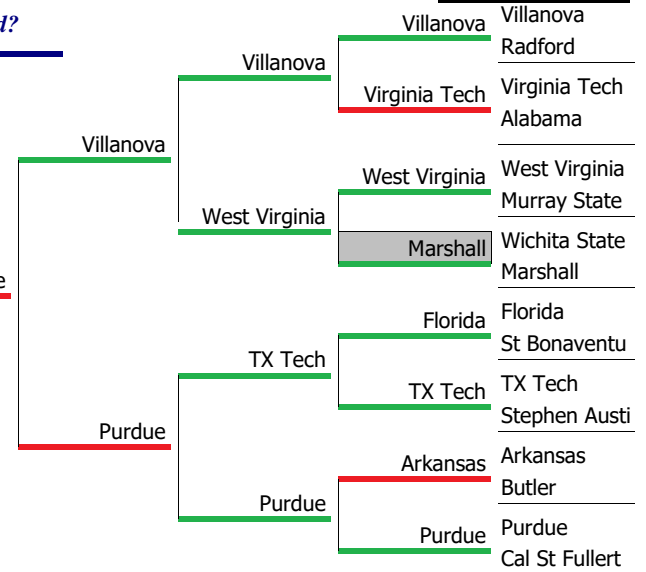 d?
Villanova
Villanova
Radford
Villanova
Virginia Tech
Virginia Tech
Alabama
Villanova
West Virginia
West Virginia
Murray State
West Virginia
Marshall
Wichita State
Marshall
e
Florida
Florida
St Bonaventu
TX Tech
TX Tech
TX Tech
Stephen Austi
Purdue
Arkansas
Arkansas
Butler
Purdue
Purdue
Purdue
Cal St Fullert